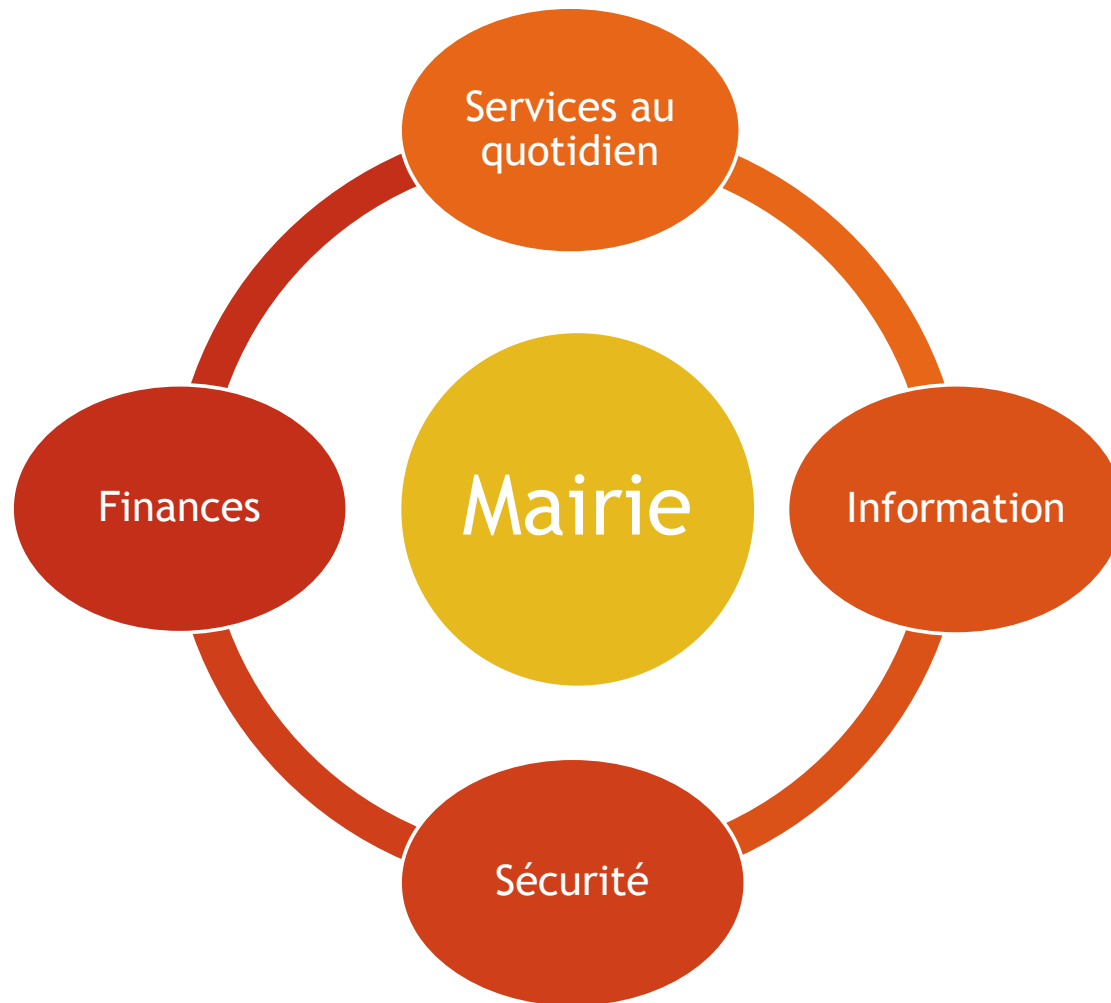 Services au
quotidien
Finances
Mairie
Information
Sécurité